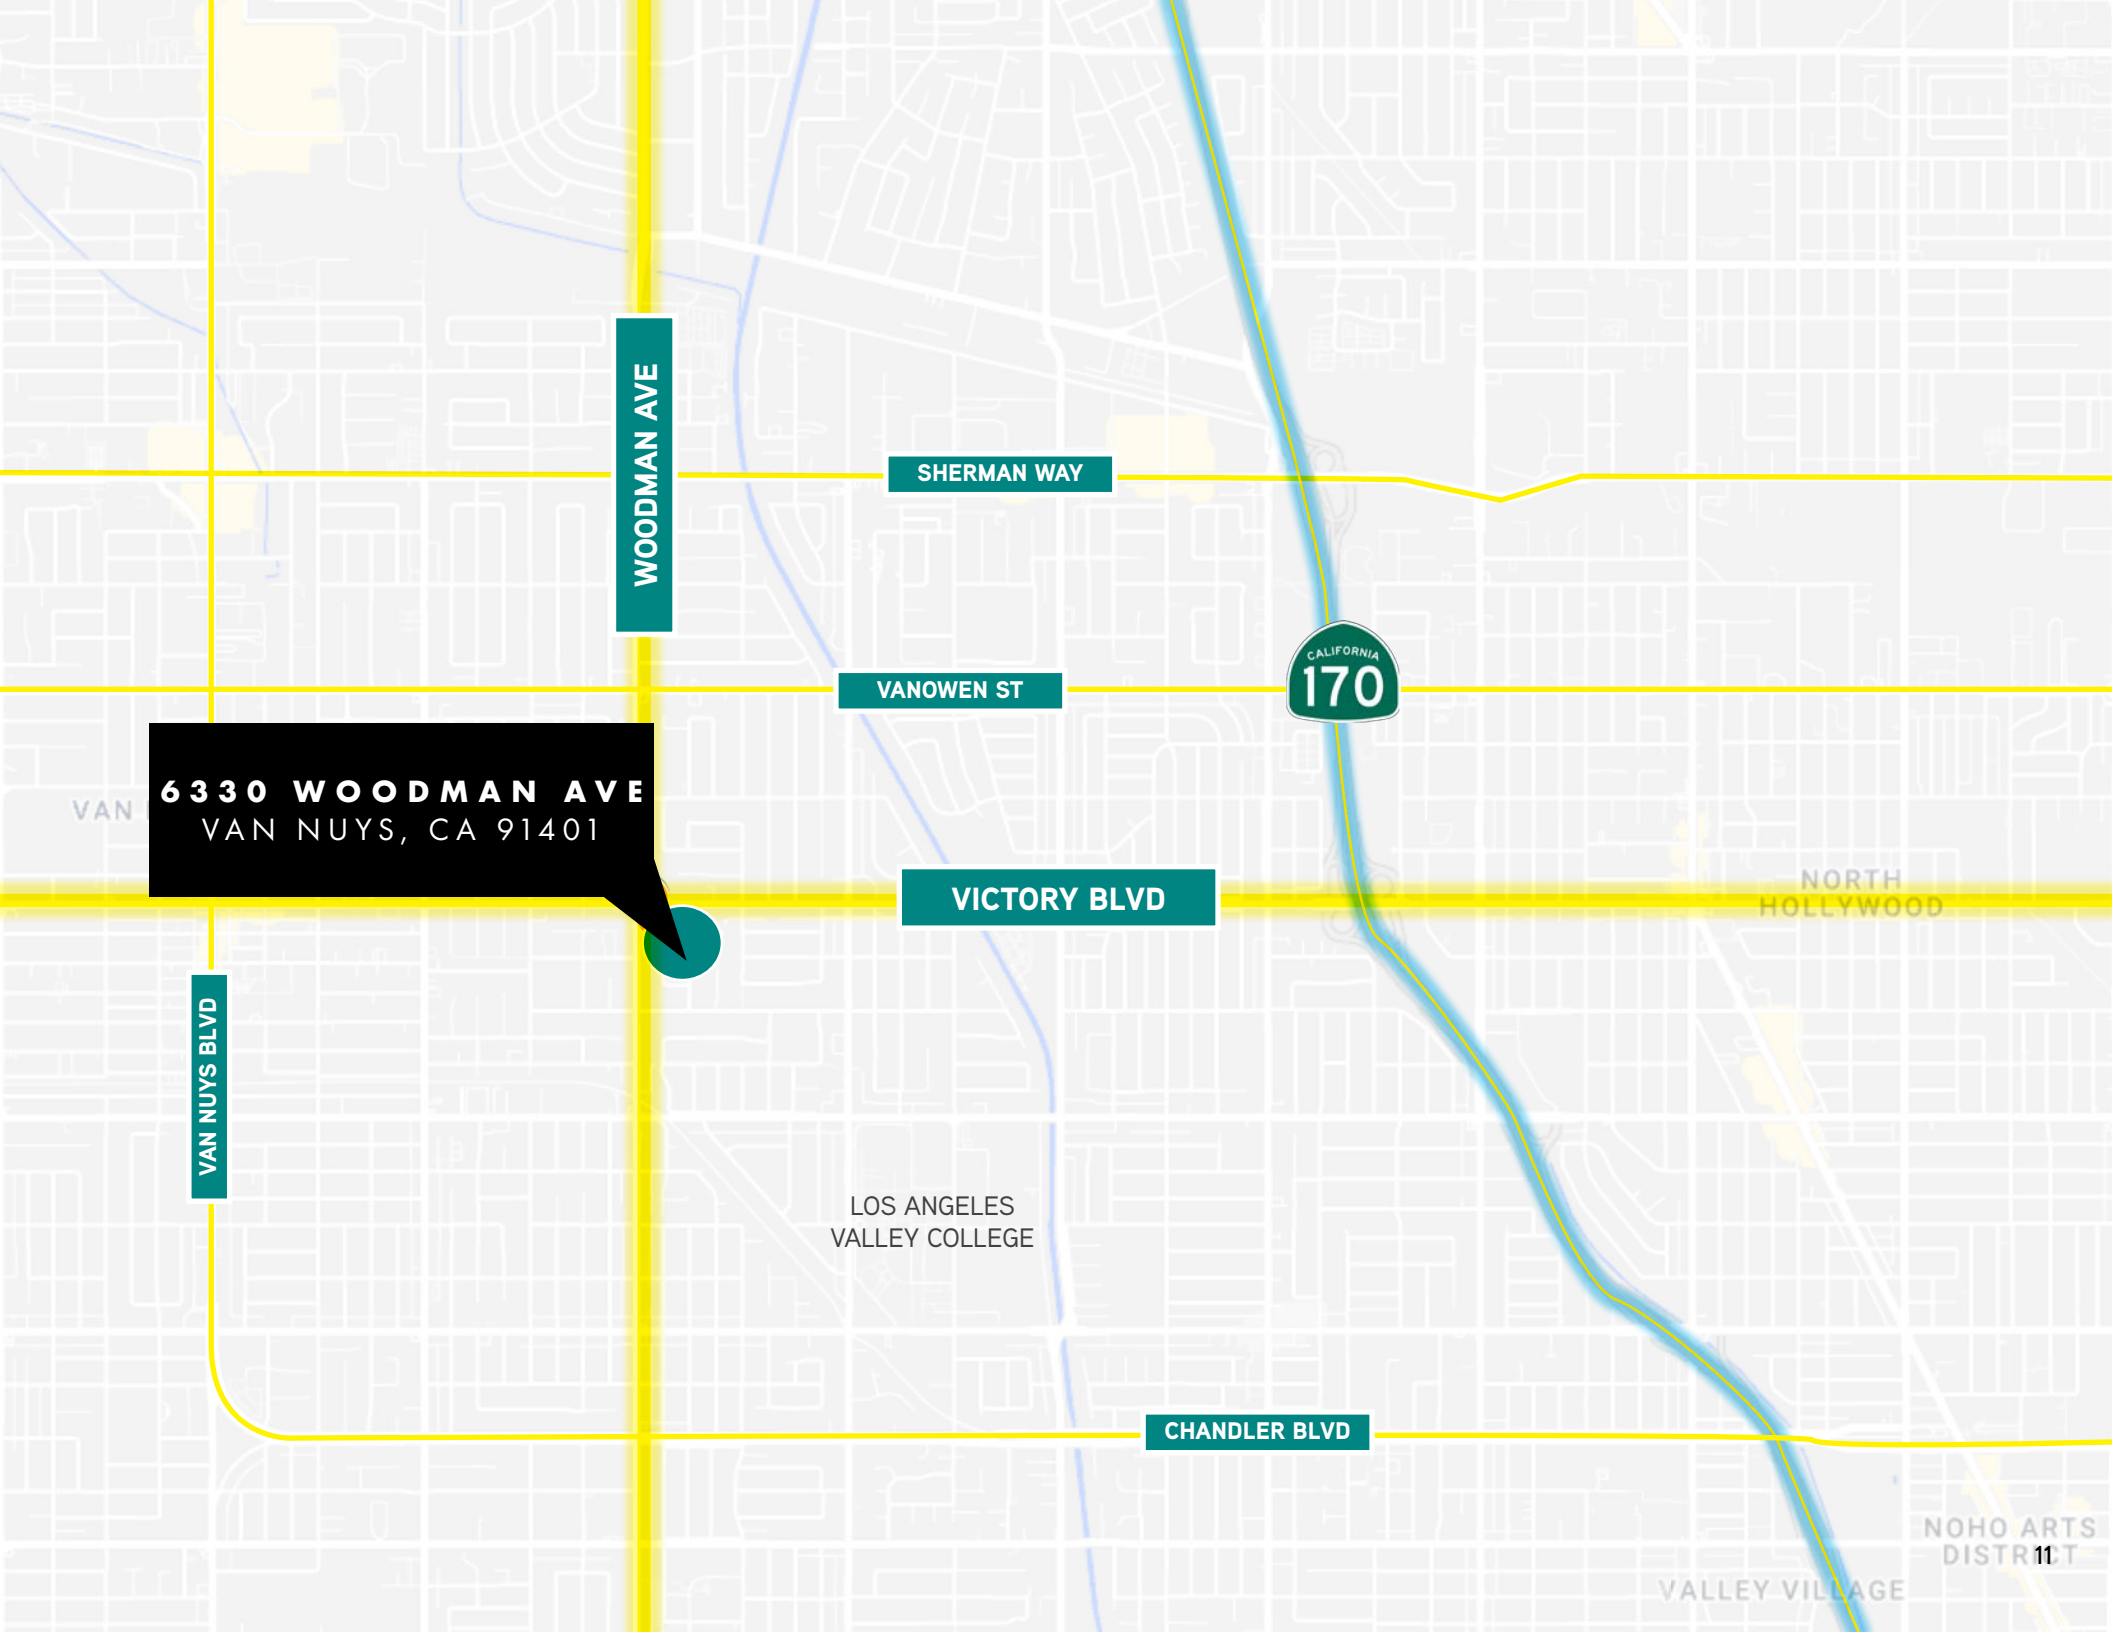 WOODMAN AVE
SHERMAN WAY
CALIFORNIA
170
VANOWEN ST
6330 WOODMAN AVE
VAN NUYS, CA 91401
VAN
VICTORY BLVD
NORTH
HOLLYWOOD
VAN NUYS BLVD
LOS ANGELES
VALLEY COLLEGE
CHANDLER BLVD
NOHO ARTS
DISTRICT
11
VALLEY VILLAGE